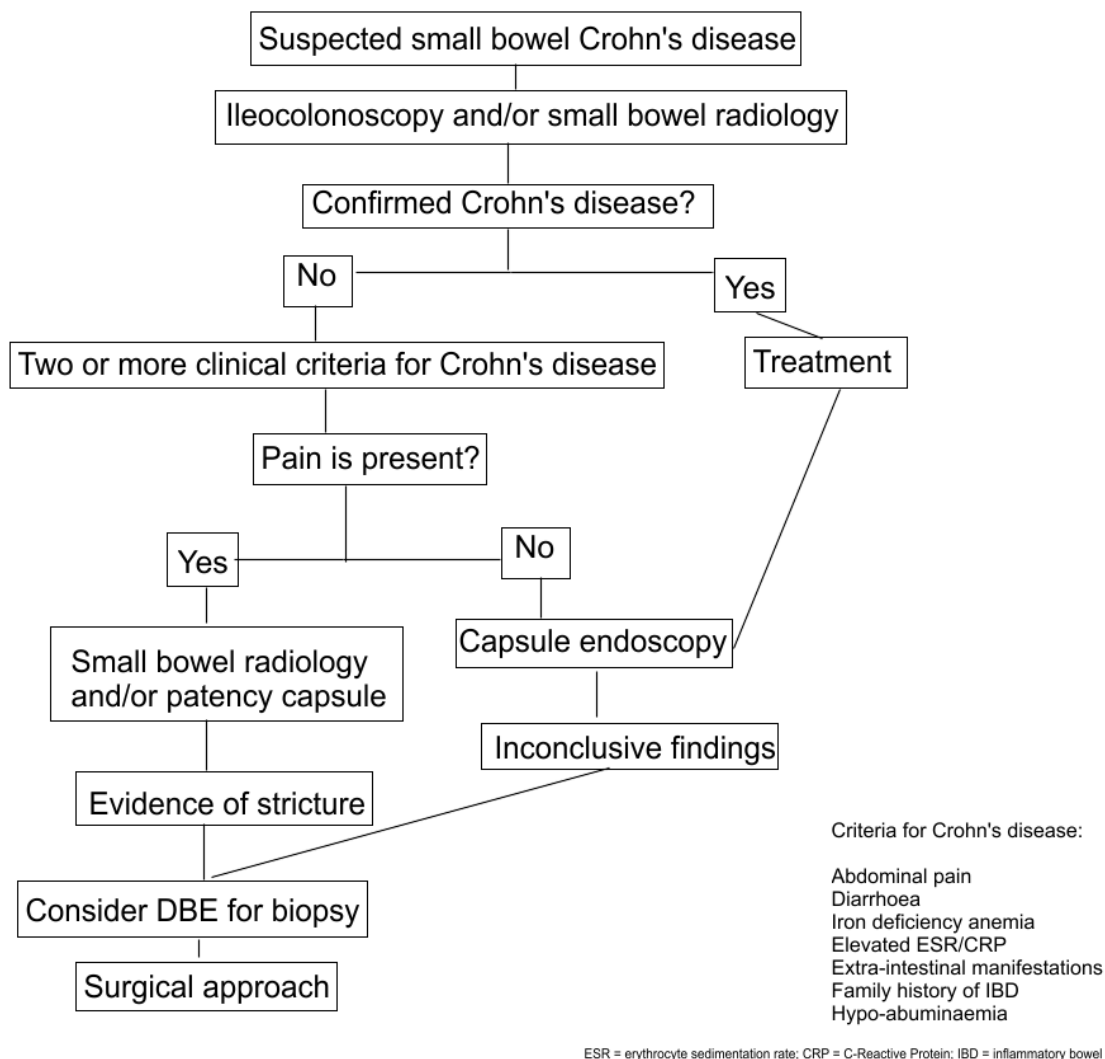 Suspected small bowel Crohn's disease
Ileocolonoscopy and/or small bowel radiology
Confirmed Crohn's disease?
No
Yes
Two or more clinical criteria for Crohn's disease
Treatment
Pain is present?
Yes
No
Small bowel radiology
and/or patency capsule
Capsule endoscopy
Inconclusive findings
Evidence of stricture
Consider DBE for biopsy
Surgical approach
Criteria for Crohn's disease:
Abdominal pain
Diarrhoea
Iron deficiency anemia
Elevated ESR/CRP
Extra-intestinal manifestations
Family history of IBD
Hypo-abuminaemia
ESR = erythrocyte sedimentation rate; CRP = C-Reactive Protein; IBD = inflammatory bowel